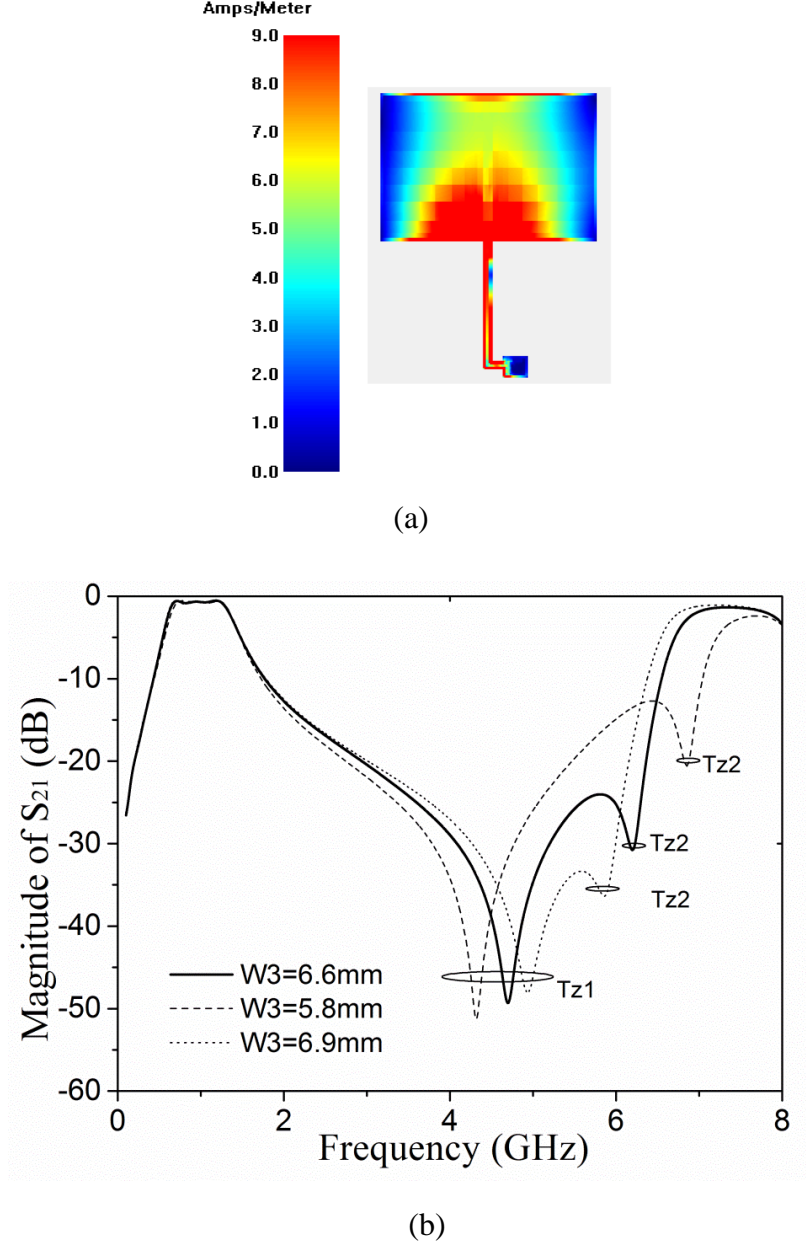 Amps/Meter
9.0
8.0
7.0
6.0
5.0
4.0
3.0
2.0
1.0
0.0
(a)
0
-10
-20
-30
-40
-50
-60
Magnitude of S21 (dB)
Tz2
Tz2
Tz2
Tz1
W3=6.6mm
W3=5.8mm
W3=6.9mm
0 2 4 6 8
Frequency (GHz)
(b)